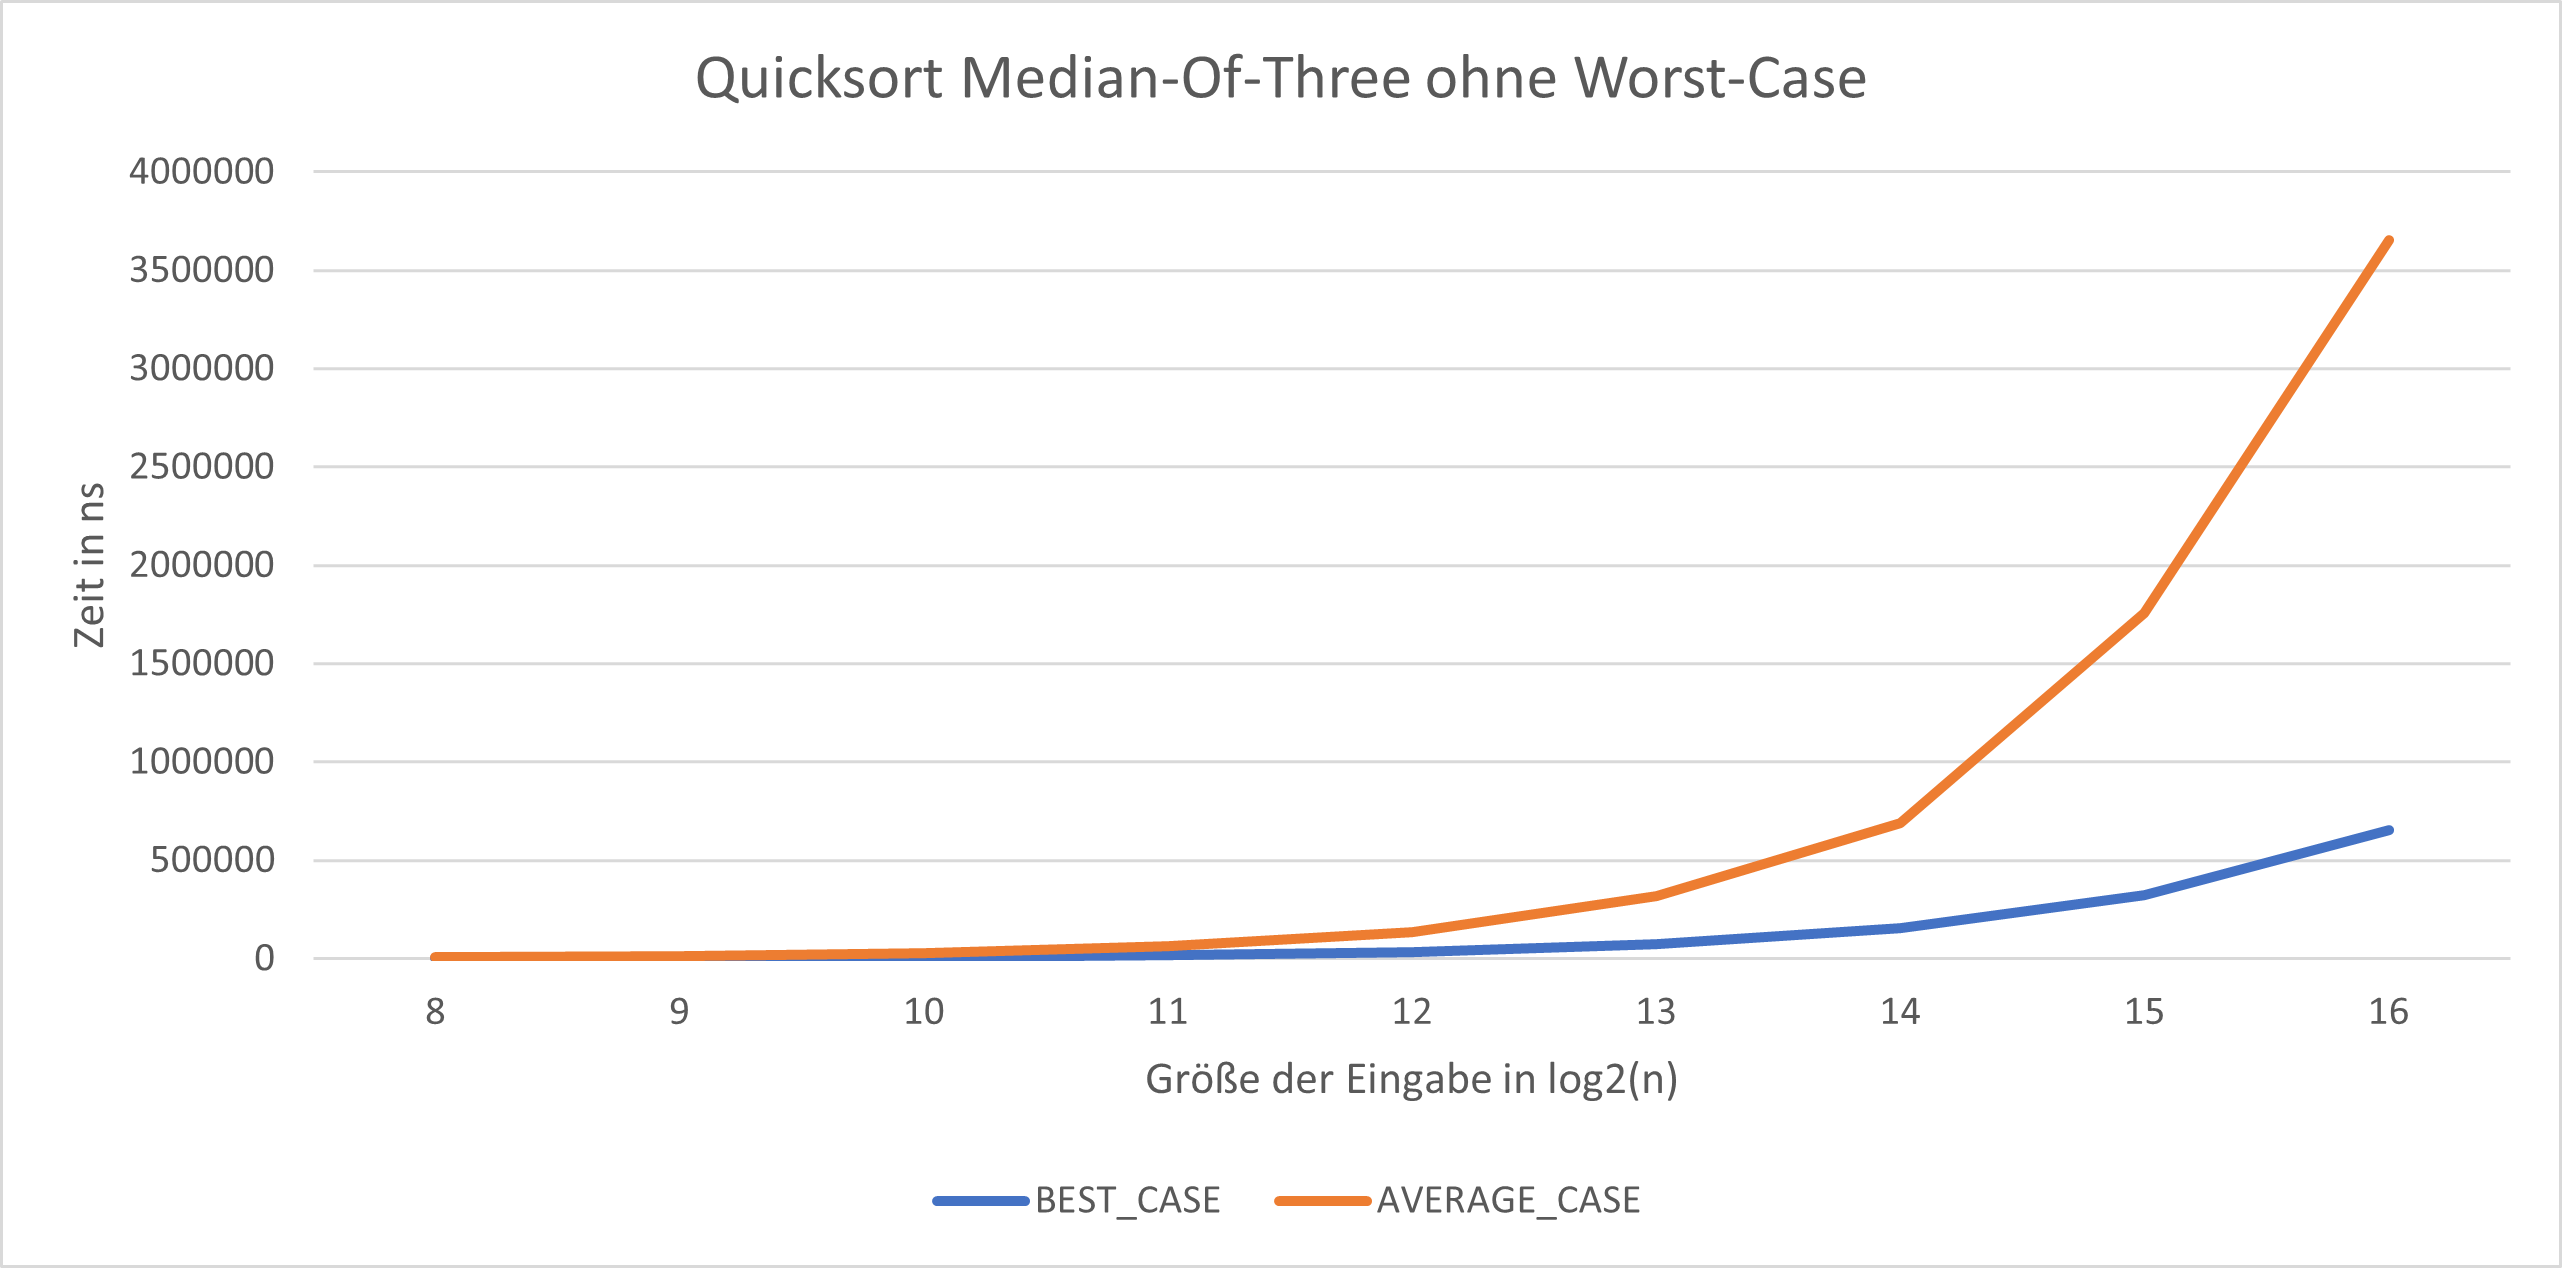 Quicksort Median-Of-Three ohne Worst-Case
4000000
3500000
3000000
2500000
2000000
1500000
1000000
500000
0
Zeit in ns
8 9 10 11 12 13 14 15 16
Größe der Eingabe in log2(n)
BEST_CASE AVERAGE_CASE